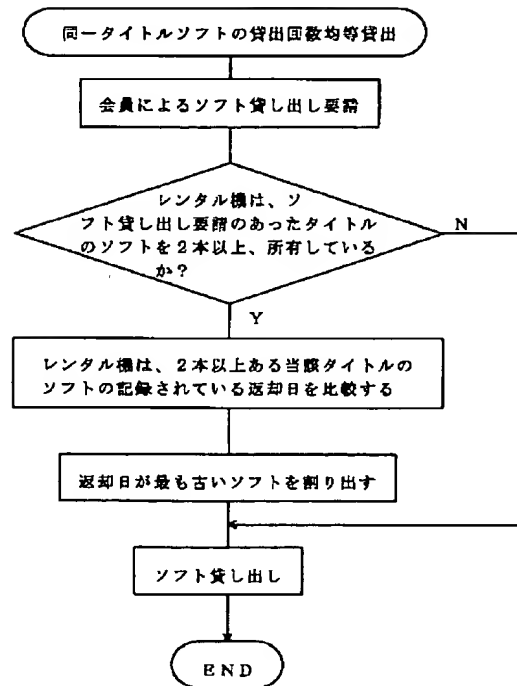 同一タイトルソフトの貸出回数均等貸出
会員によるソフト貸し出し要請
レンタル機は、ソ
フト貸し出し要請のあったタイトル
のソフトを２本以上、所有している
か？
N
Y
レンタル機は、２本以上ある当該タイトルの
ソフトの記録されている返却日を比較する
返却日が最も古いソフトを割り出す
ソフト貸し出し
END